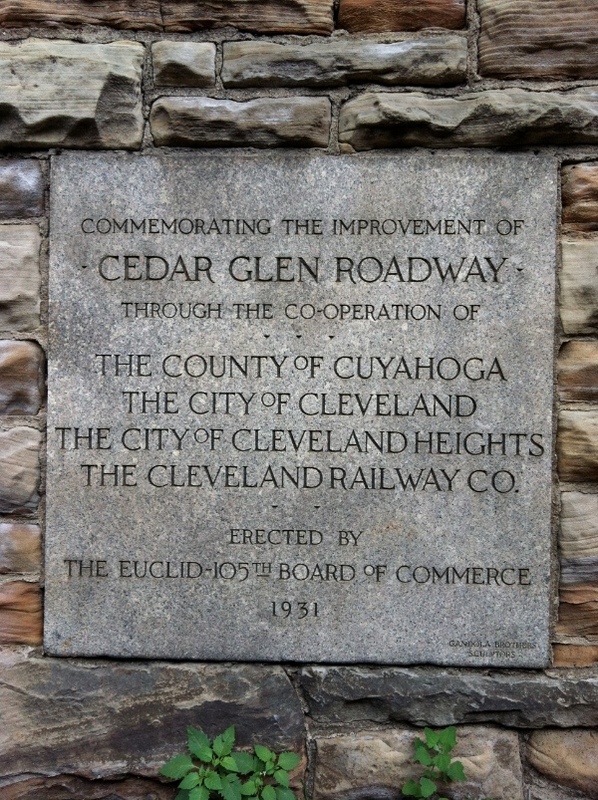 COMMEMORATING THE IMPROVEMENT OF
· CEDAR GLEN ROADWAY ·
THROUGH THE CO-OPERATION OF
THE COUNTY OF CUYAHOGA
THE CITY OF CLEVELAND
THE CITY OF CLEVELAND HEIGHTS
THE CLEVELAND RAILWAY CO.
ERECTED BY
THE EUCLID-105TH BOARD OF COMMERCE
1931
GANDOLA BROTHERS
SCULPTORS